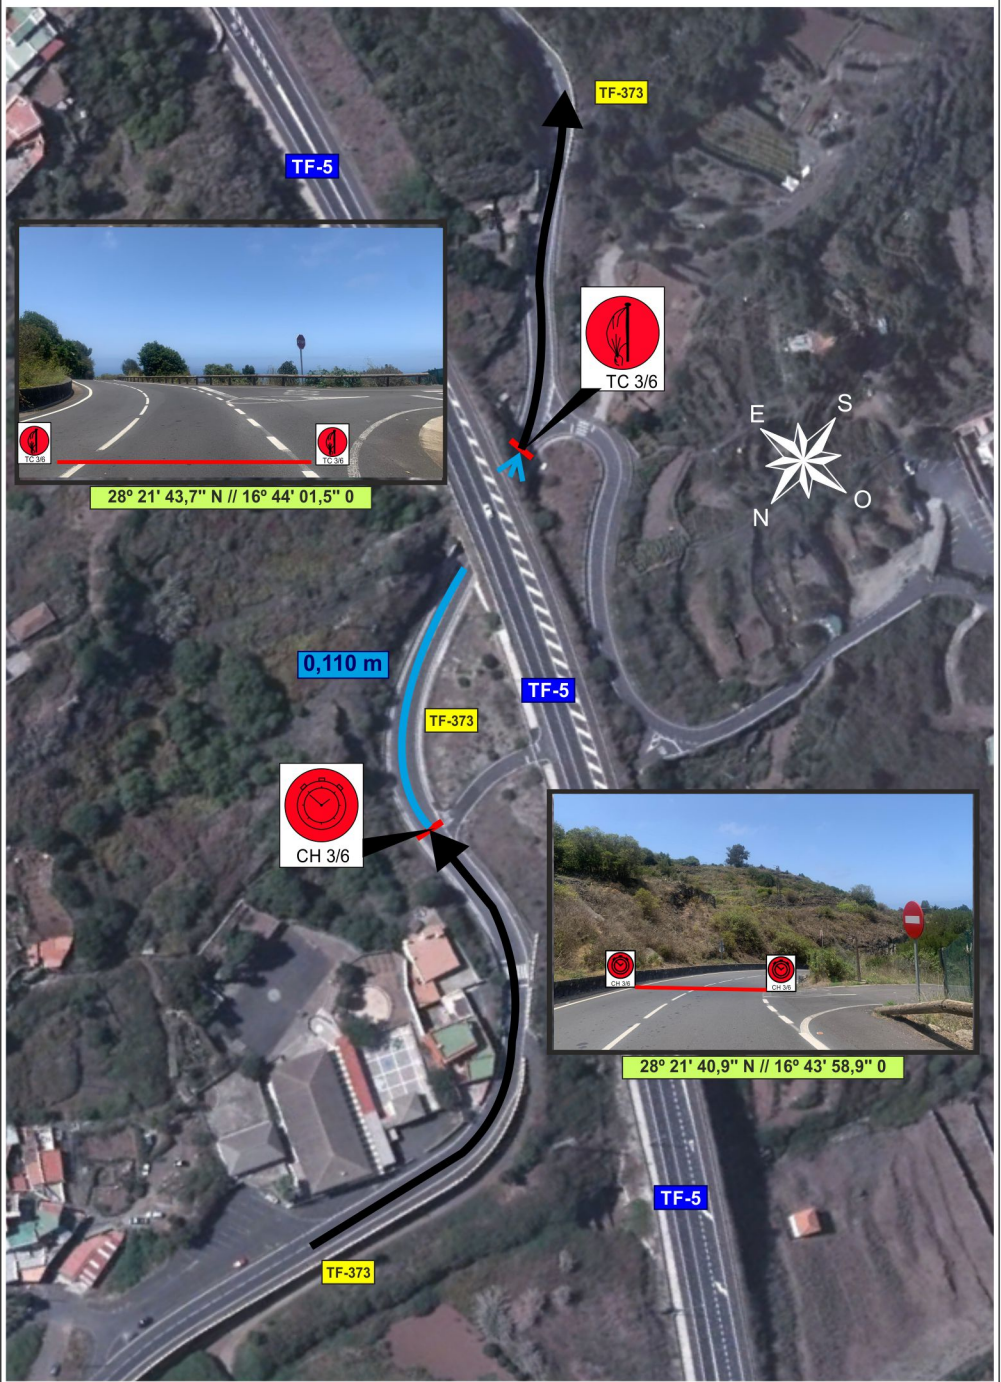 TF-373
TF-5
TC 3/6
TC 3/6
TC 3/6
28º 21' 43,7" N // 16º 44' 01,5" 0
E
S
N
O
0,110 m
TF-5
TF-373
CH 3/6
CH 3/6
CH 3/6
28º 21' 40,9" N // 16º 43' 58,9" 0
TF-5
TF-373